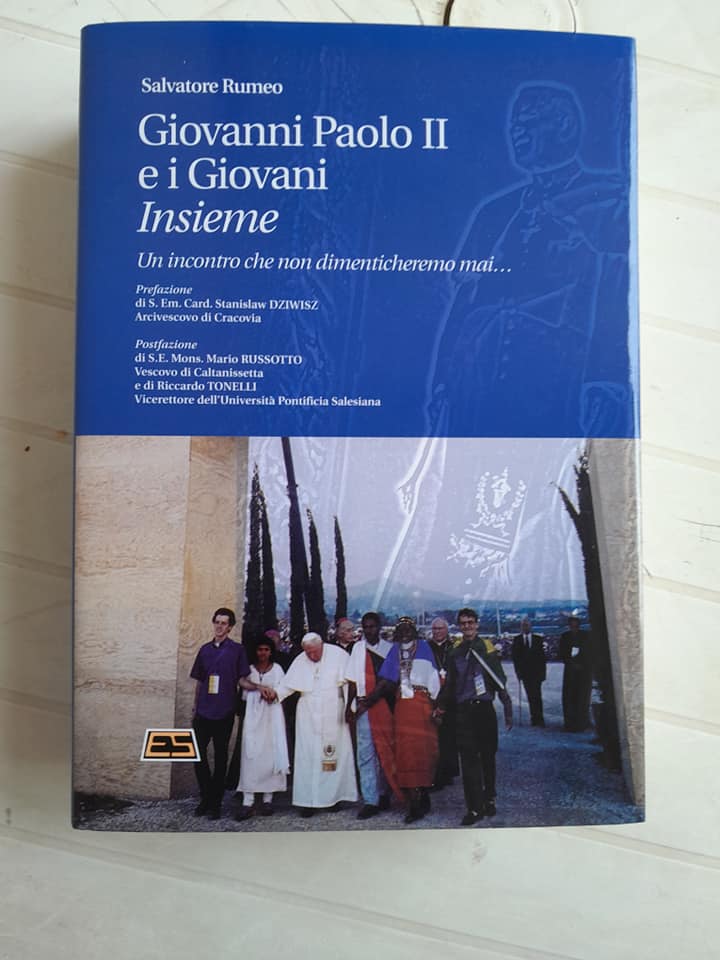 Salvatore Rumeo
Giovanni Paolo II
e i Giovani
Insieme
Un incontro che non dimenticheremo mai...
Prefazione
di S. Em. Card. Stanislaw DZIWISZ
Arcivescovo di Cracovia
Postfazione
di S.E. Mons. Mario RUSSOTTO
Vescovo di Caltanissetta
e di Riccardo TONELLI
Vicerettore dell'Università Pontificia Salesiana
ES